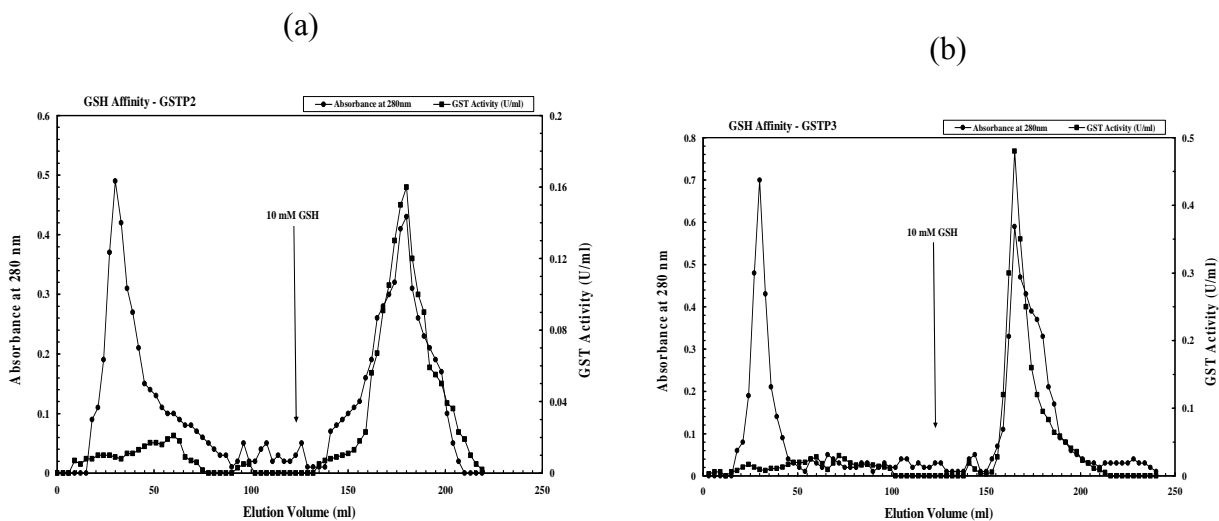 (a)
GSH Affinity - GSTP2
Absorbance at 280nm
GST Activity (U/ml)
0.6
0.5
0.4
0.3
0.2
0.1
0
0.2
0.16
0.12
0.08
0.04
0
10 mM GSH
0
50
100
150
200
250
Absorbance at 280 nm
GST Activity (U/ml)
Elution Volume (ml)
(b)
GSH Affinity - GSTP3
Absorbance at 280nm
GST Activity (U/ml)
0.8
0.7
0.6
0.5
0.4
0.3
0.2
0.1
0
0.5
0.4
0.3
0.2
0.1
0
10 mM GSH
0
50
100
150
200
250
Absorbance at 280 nm
GST Activity (U/ml)
Elution Volume (ml)